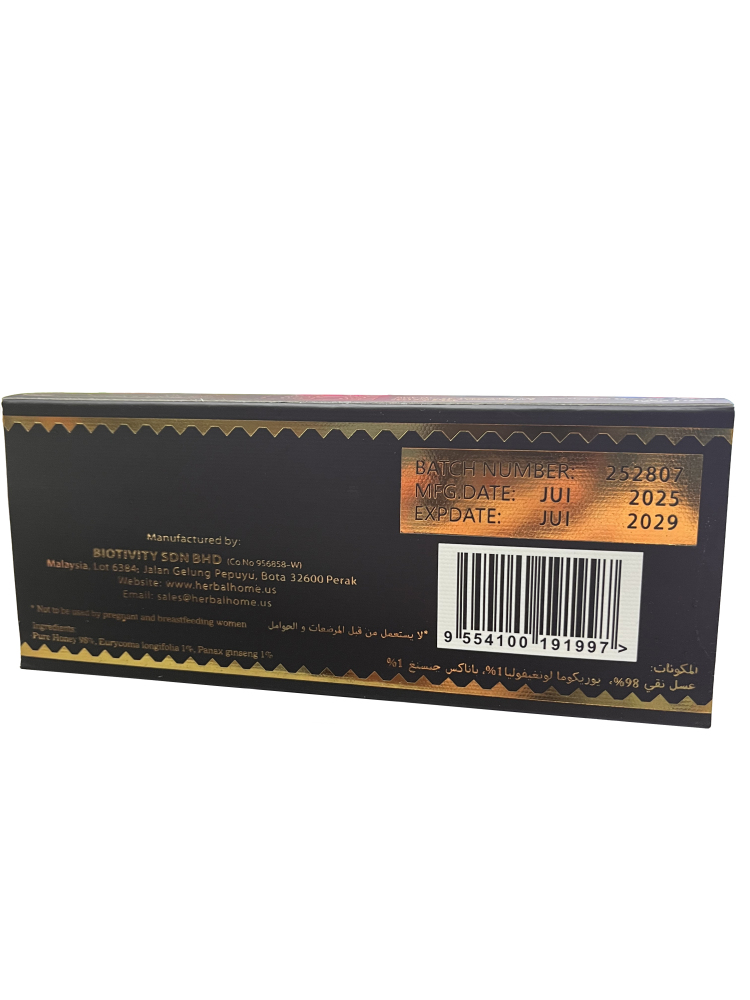 BATCH NUMBER: 252807
MFG.DATE: JUI 2025
EXPDATE: JUI 2029
Manufactured by:
BIOTIVITY SDN BHD (Co No 956858-W)
Malaysia. Lot 6384; Jalan Gelung Pepuyu, Bota 32600 Perak
Website: www.herbalhome.us
Email: sales@herbalhome.us
* Not to be used by pregnant and breastfeeding women
*لا يستعمل من قبل المرضعات و الحوامل
Ingredients:
Pure Honey 98%, Eurycoma longifolia 1%, Panax ginseng 1%
9 554100 191997 >
المكونات:
عسل نقي 98%، يوريكوما لونغيفوليا 1%، باناكس جنسنغ 1%